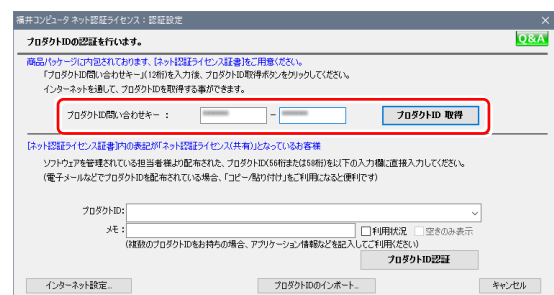 福井コンピュータ ネット認証ライセンス：認証設定
プロダクトIDの認証を行います。
Q&A
商品パッケージに内包されております、[ネット認証ライセンス証書]をご用意ください。
「プロダクトID問い合わせキー」(12桁)を入力後、プロダクトID取得ボタンをクリックしてください。
インターネットを通して、プロダクトIDを取得する事ができます。
プロダクトID問い合わせキー ：
−
プロダクトID 取得
[ネット認証ライセンス証書]内の表記が「ネット認証ライセンス(共有)」となっているお客様
ソフトウェアを管理されている担当者様より配布された、プロダクトID(56桁または58桁)を以下の入力欄に直接入力してください。
(電子メールなどでプロダクトIDを配布されている場合、「コピー/貼り付け」をご利用になると便利です)
プロダクトID:
メモ :
利用状況
空きのみ表示
(複数のプロダクトIDをお持ちの場合、アプリケーション情報などを記入してご利用ください)
プロダクトID認証
インターネット設定...
プロダクトIDのインポート...
キャンセル